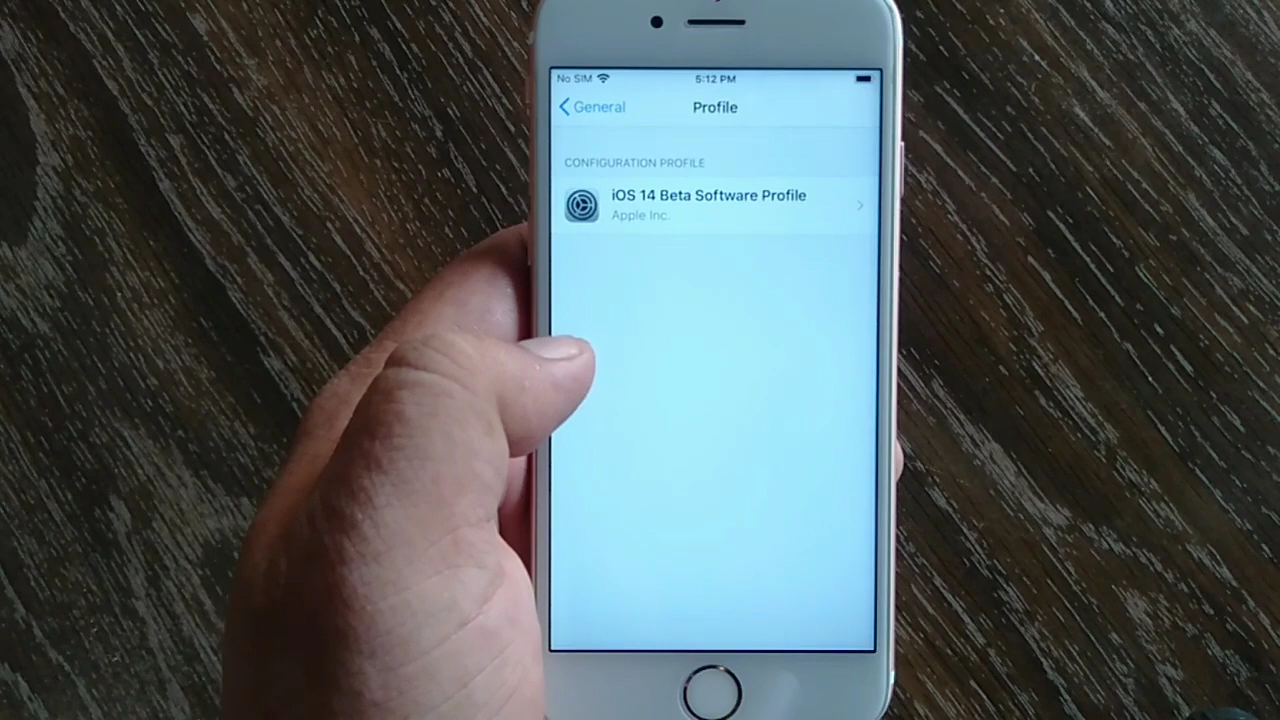 No SIM 5:12 PM
General Profile
CONFIGURATION PROFILE
iOS 14 Beta Software Profile
Apple Inc.